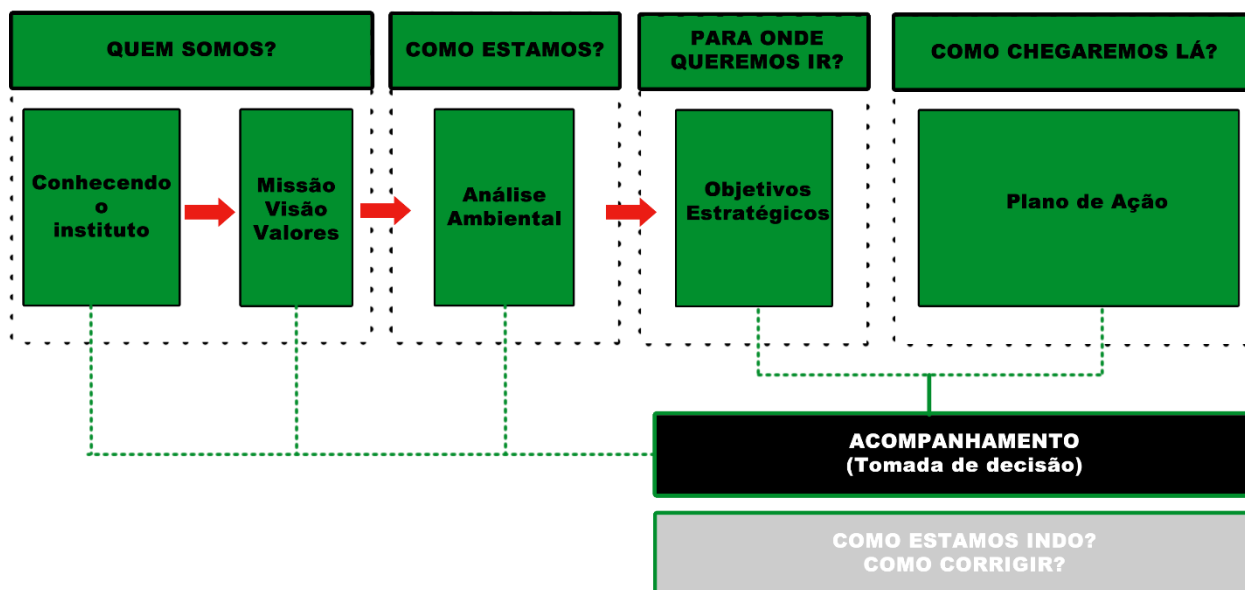 QUEM SOMOS?
COMO ESTAMOS?
PARA ONDE
QUEREMOS IR?
COMO CHEGAREMOS LÁ?
Conhecendo
o
instituto
Missão
Visão
Valores
Análise
Ambiental
Objetivos
Estratégicos
Plano de Ação
ACOMPANHAMENTO
(Tomada de decisão)
COMO ESTAMOS INDO?
COMO CORRIGIR?